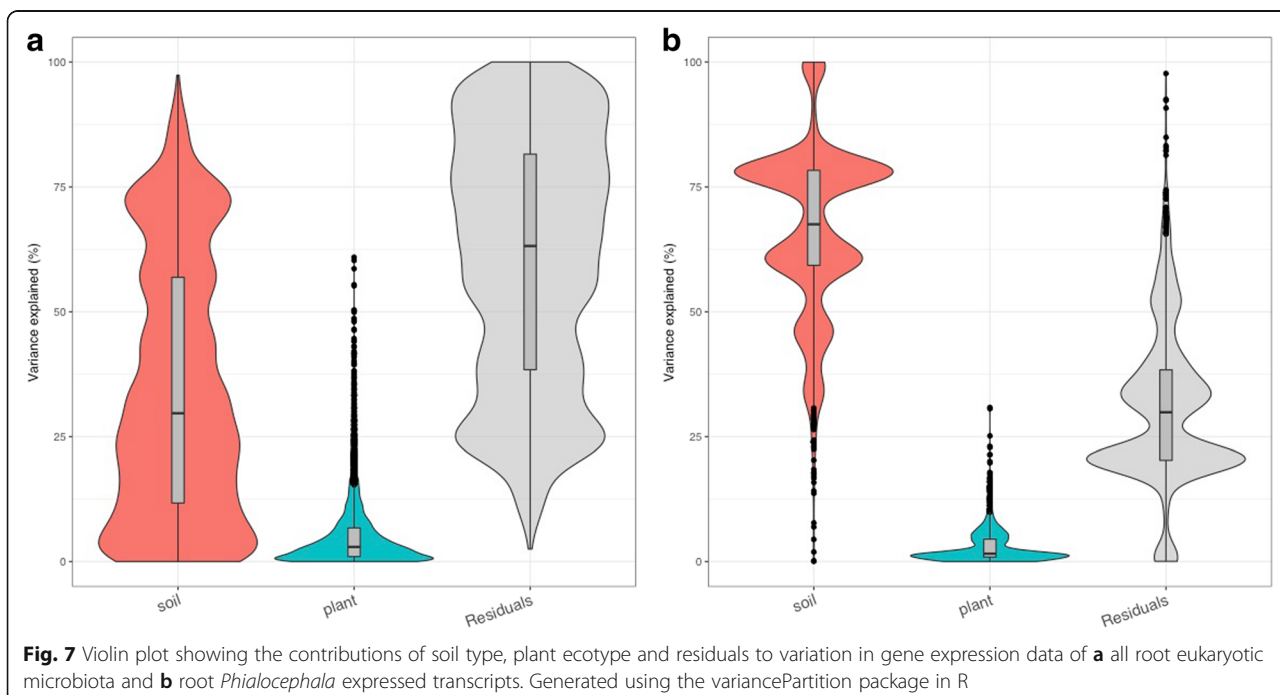 a
100
75
50
25
0
Variance explained (%)
soil
plant
Residuals
b
100
75
50
25
0
Variance explained (%)
soil
plant
Residuals
Fig. 7 Violin plot showing the contributions of soil type, plant ecotype and residuals to variation in gene expression data of a all root eukaryotic
microbiota and b root Phialocephala expressed transcripts. Generated using the variancePartition package in R